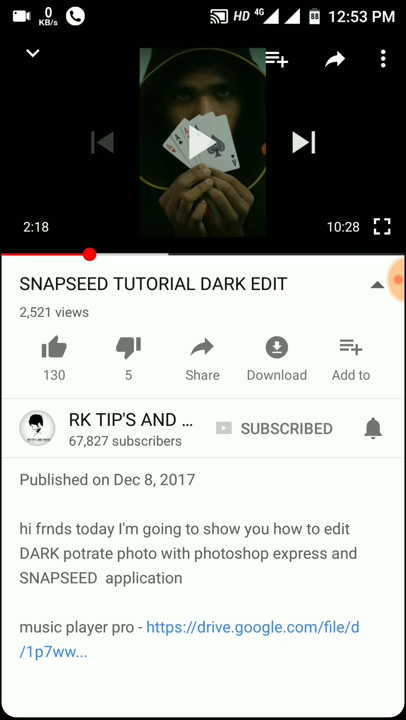 0
KB/s
HD 4G 88 12:53 PM
2:18
10:28
SNAPSEED TUTORIAL DARK EDIT
2,521 views
130
5
Share
Download
Add to
RK TIP'S AND ...
SUBSCRIBED
67,827 subscribers
Published on Dec 8, 2017
hi frnds today I'm going to show you how to edit
DARK potrate photo with photoshop express and
SNAPSEED  application
music player pro - https://drive.google.com/file/d
/1p7ww...